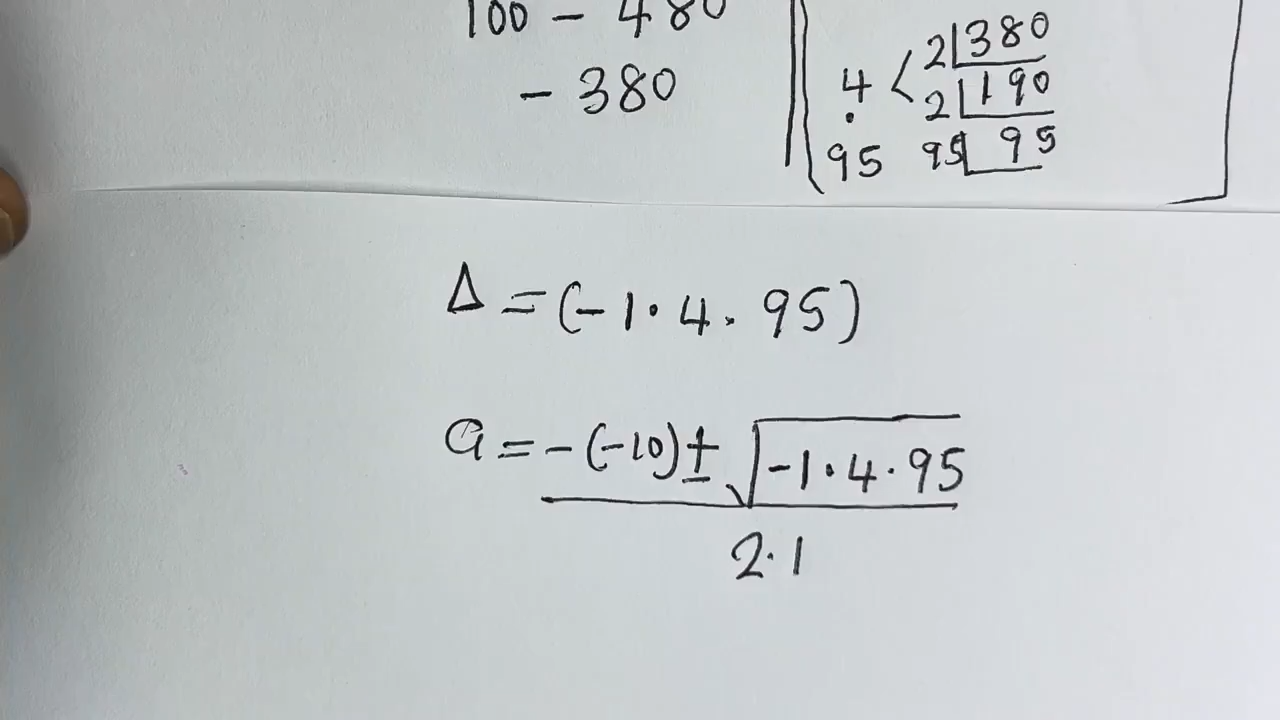 100 - 480
- 380
2 380
4 < 2 190
.
95 95 95
Δ = (-1·4·95)
a = -(-10) ± √-1·4·95
2·1